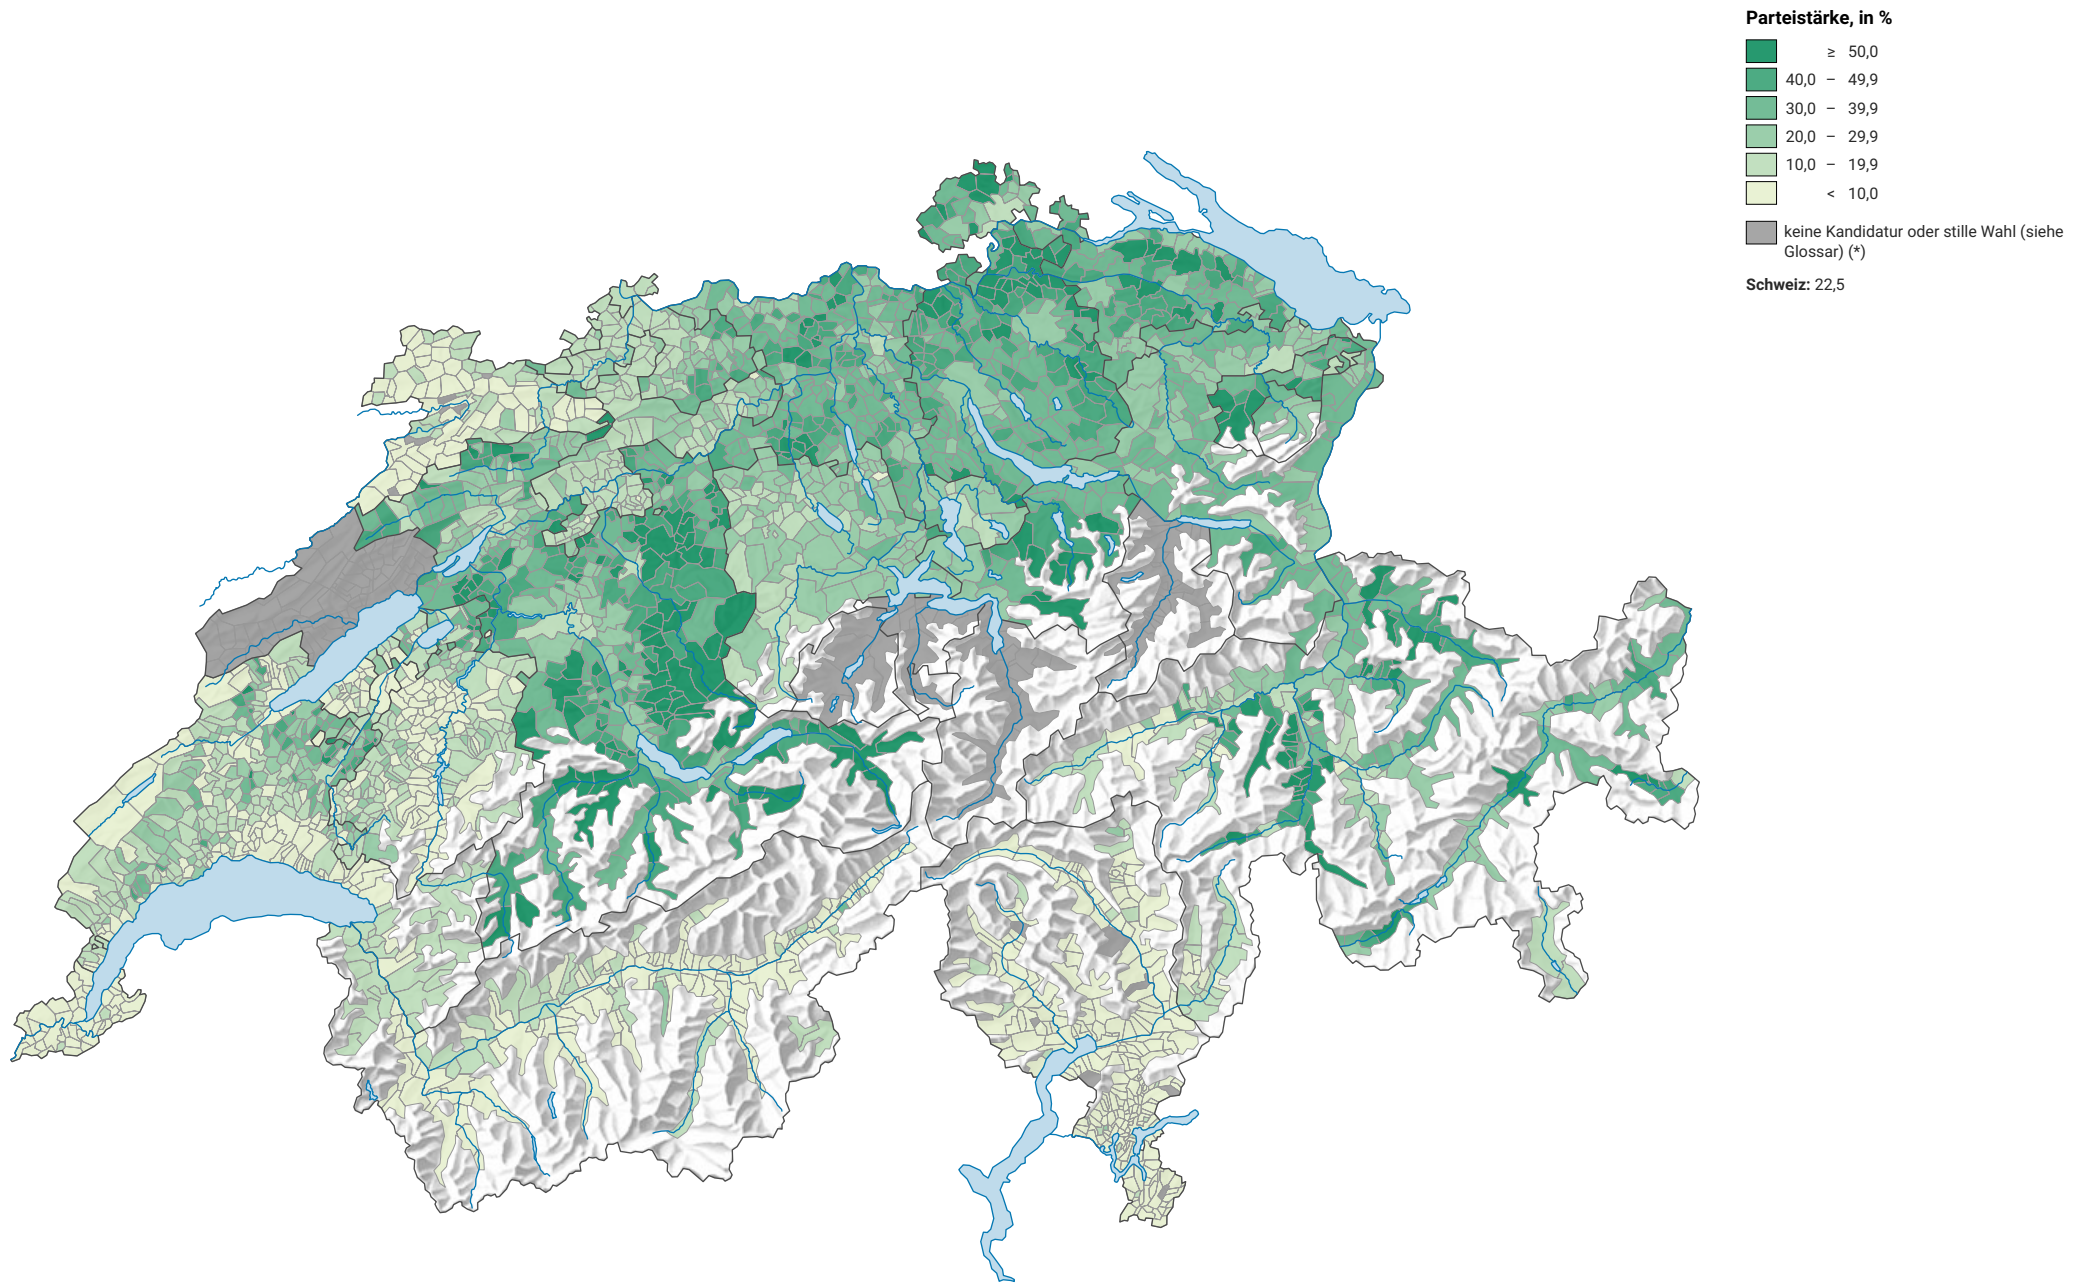 Parteistärke, in %
≥ 50,0
40,0 – 49,9
30,0 – 39,9
20,0 – 29,9
10,0 – 19,9
< 10,0
keine Kandidatur oder stille Wahl (siehe
Glossar) (*)
Schweiz: 22,5